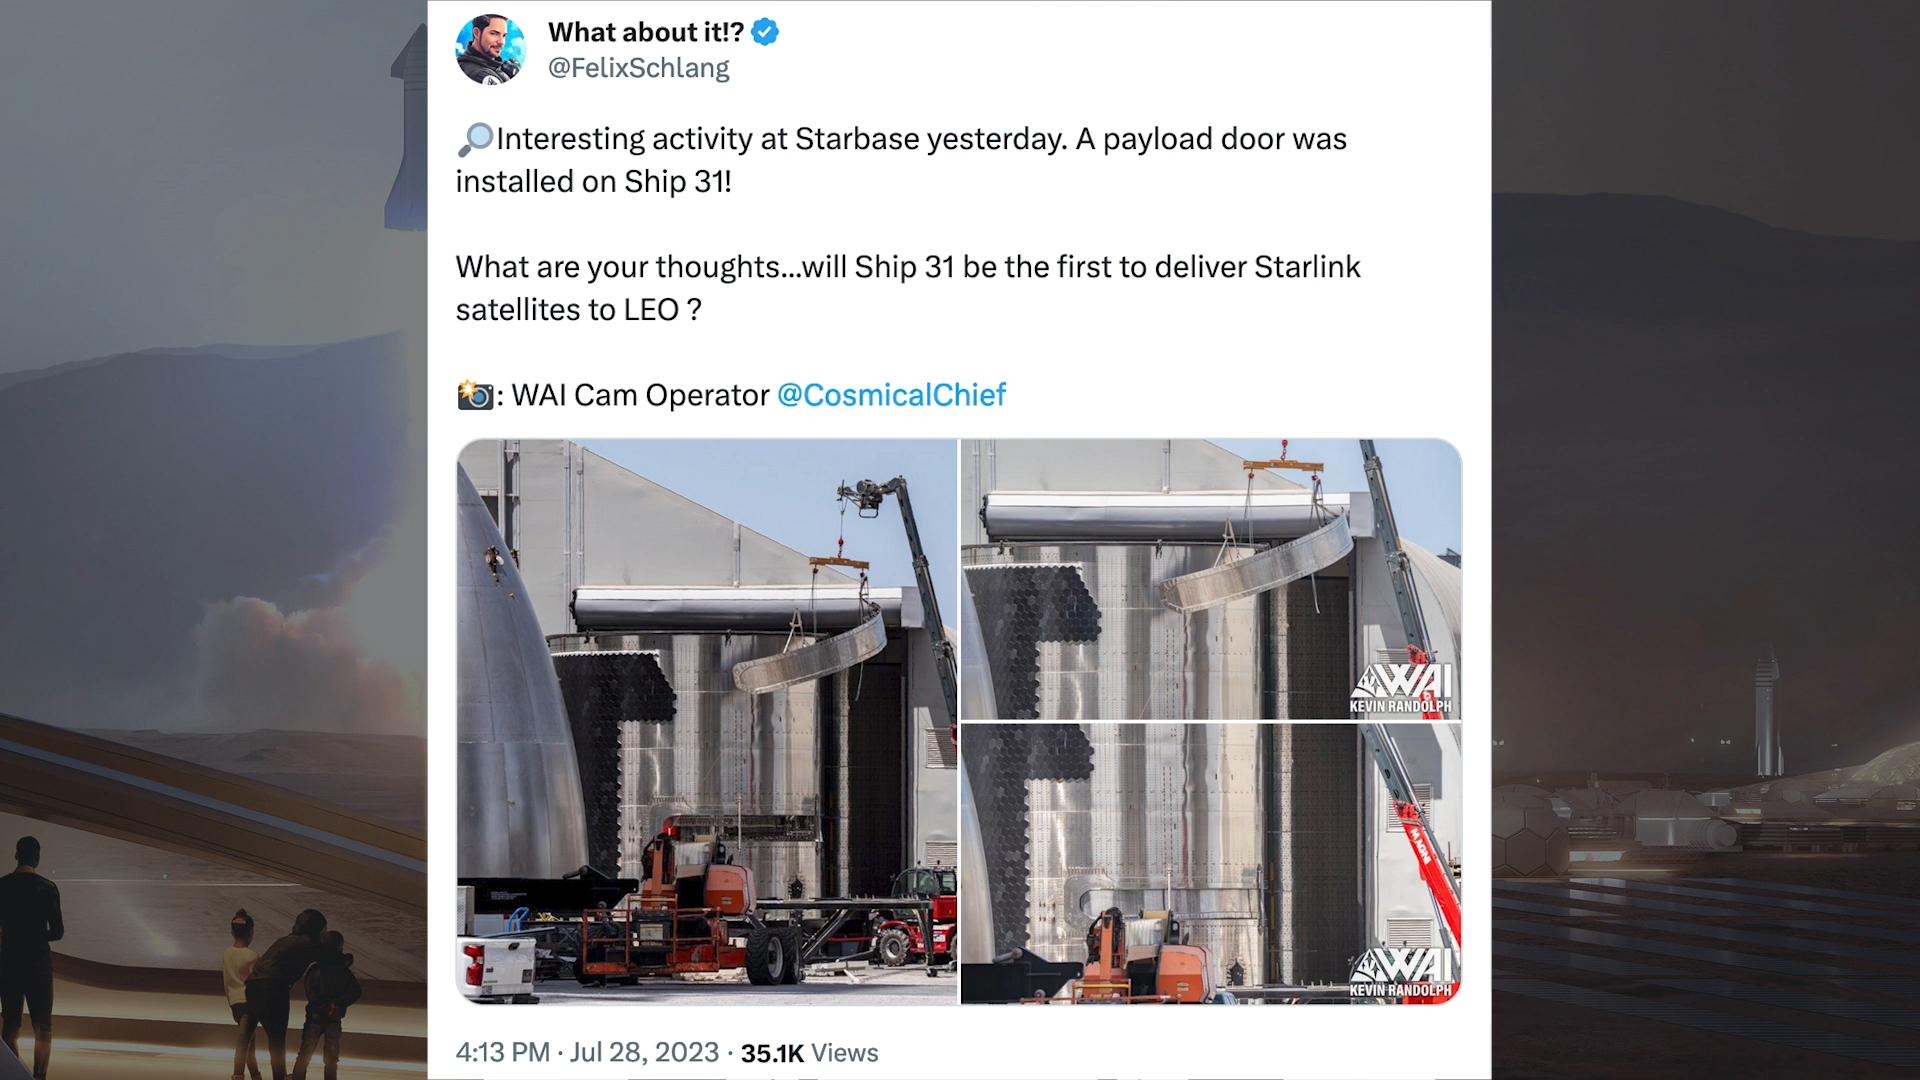 What about it!?
@FelixSchlang
🔎Interesting activity at Starbase yesterday. A payload door was
installed on Ship 31!
What are your thoughts...will Ship 31 be the first to deliver Starlink
satellites to LEO ?
📸: WAI Cam Operator @CosmicalChief
WAI
KEVIN RANDOLPH
MAGNI
WAI
KEVIN RANDOLPH
4:13 PM · Jul 28, 2023 · 35.1K Views